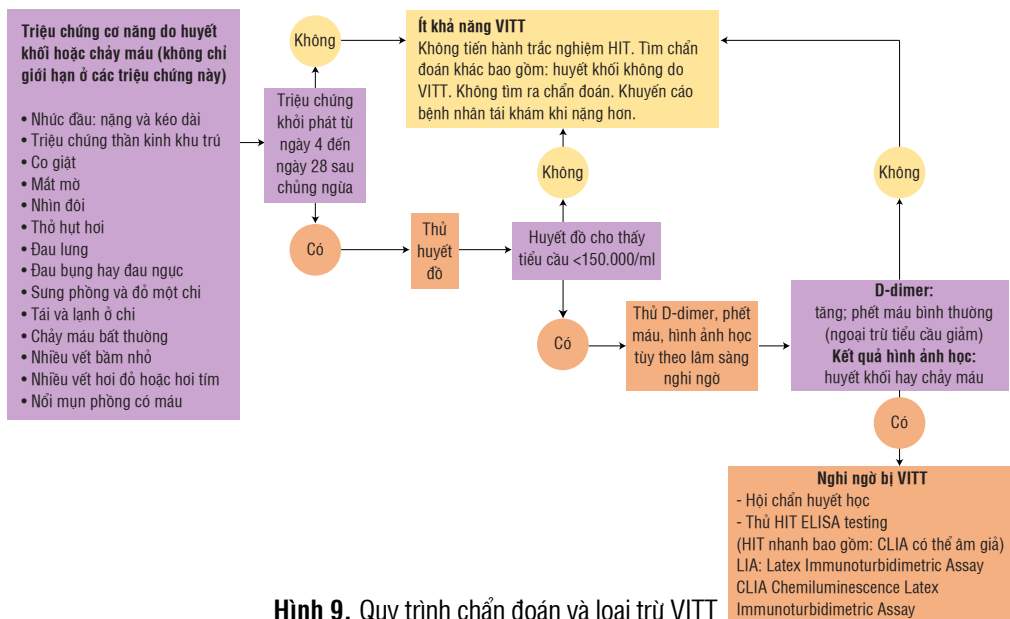 Triệu chứng cơ năng do huyết
khối hoặc chảy máu (không chỉ
giới hạn ở các triệu chứng này)
• Nhức đầu: nặng và kéo dài
• Triệu chứng thần kinh khu trú
• Co giật
• Mắt mờ
• Nhìn đôi
• Thở hụt hơi
• Đau lưng
• Đau bụng hay đau ngực
• Sưng phồng và đỏ một chi
• Tái và lạnh ở chi
• Chảy máu bất thường
• Nhiều vết bầm nhỏ
• Nhiều vết hơi đỏ hoặc hơi tím
• Nổi mụn phồng có máu
Không
Triệu chứng
khỏi phát từ
ngày 4 đến
ngày 28 sau
chủng ngừa
Có
Ít khả năng VITT
Không tiến hành trắc nghiệm HIT. Tìm chẩn
đoán khác bao gồm: huyết khối không do
VITT. Không tìm ra chẩn đoán. Khuyến cáo
bệnh nhân tái khám khi nặng hơn.
Không
Thủ
huyết
đồ
Huyết đồ cho thấy
tiểu cầu <150.000/ml
Có
Thủ D-dimer, phết
máu, hình ảnh học
tùy theo lâm sàng
nghi ngờ
Không
D-dimer:
tăng; phết máu bình thường
(ngoại trừ tiểu cầu giảm)
Kết quả hình ảnh học:
huyết khối hay chảy máu
Có
Nghi ngờ bị VITT
- Hội chẩn huyết học
- Thủ HIT ELISA testing
(HIT nhanh bao gồm: CLIA có thể âm giả)
LIA: Latex Immunoturbidimetric Assay
CLIA Chemiluminescence Latex
Immunoturbidimetric Assay
Hình 9. Quy trình chẩn đoán và loại trừ VITT